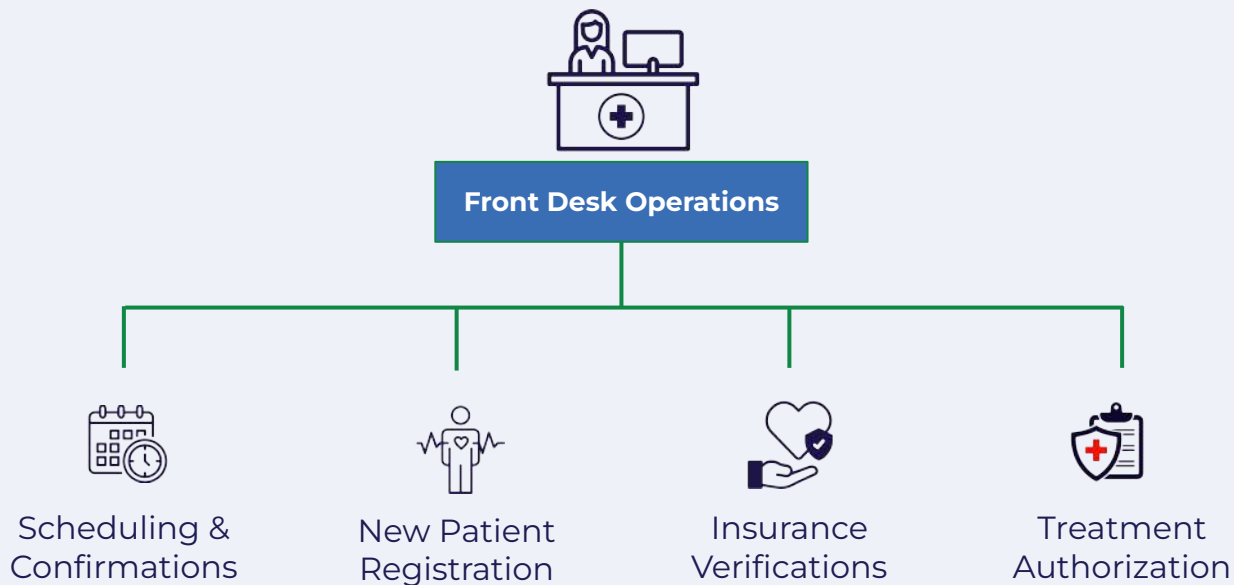 Front Desk Operations
Scheduling &
Confirmations
New Patient
Registration
Insurance
Verifications
Treatment
Authorization